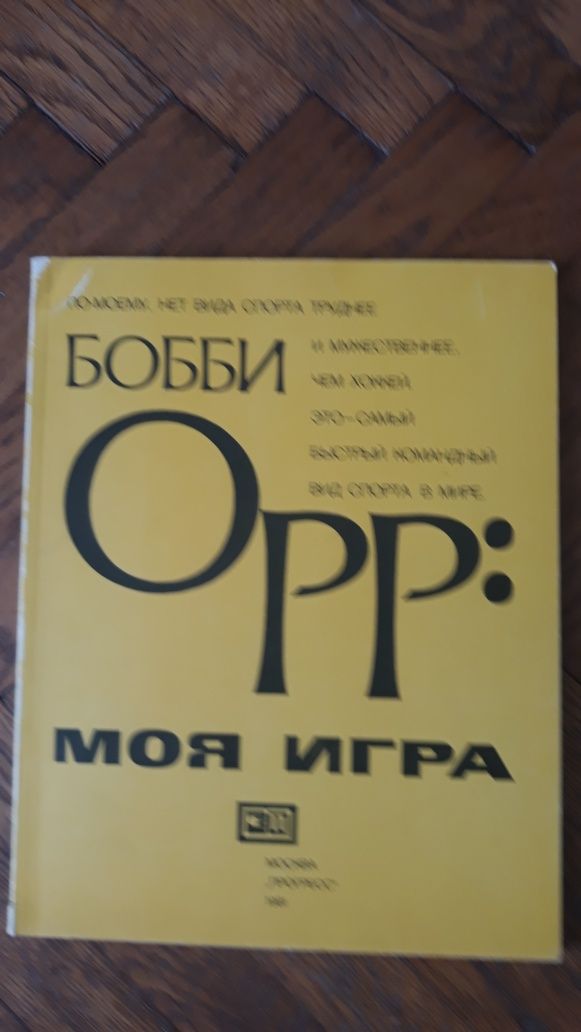 ПО-МОЕМУ, НЕТ ВИДА СПОРТА ТРУДНЕЕ
БОББИ
И МУЖЕСТВЕННЕЕ,
ЧЕМ ХОККЕЙ.
ЭТО-САМЫЙ
БЫСТРЫЙ КОМАНДНЫЙ
ВИД СПОРТА В МИРЕ.
ОРР:
МОЯ ИГРА
МОСКВА
„ПРОГРЕСС"